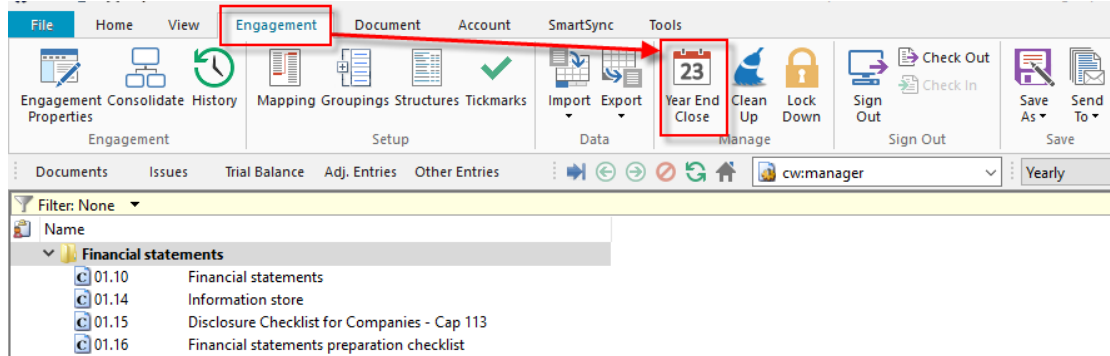 File Home View Engagement Document Account SmartSync Tools
23
Check Out
Check In
Engagement Consolidate History Mapping Groupings Structures Tickmarks Import Export Year End Clean Lock Sign Save Send
Properties Close Up Down Out As To
Engagement Setup Data Manage Sign Out Save
Documents Issues Trial Balance Adj. Entries Other Entries cw:manager Yearly
Filter: None
Name
Financial statements
01.10 Financial statements
01.14 Information store
01.15 Disclosure Checklist for Companies - Cap 113
01.16 Financial statements preparation checklist